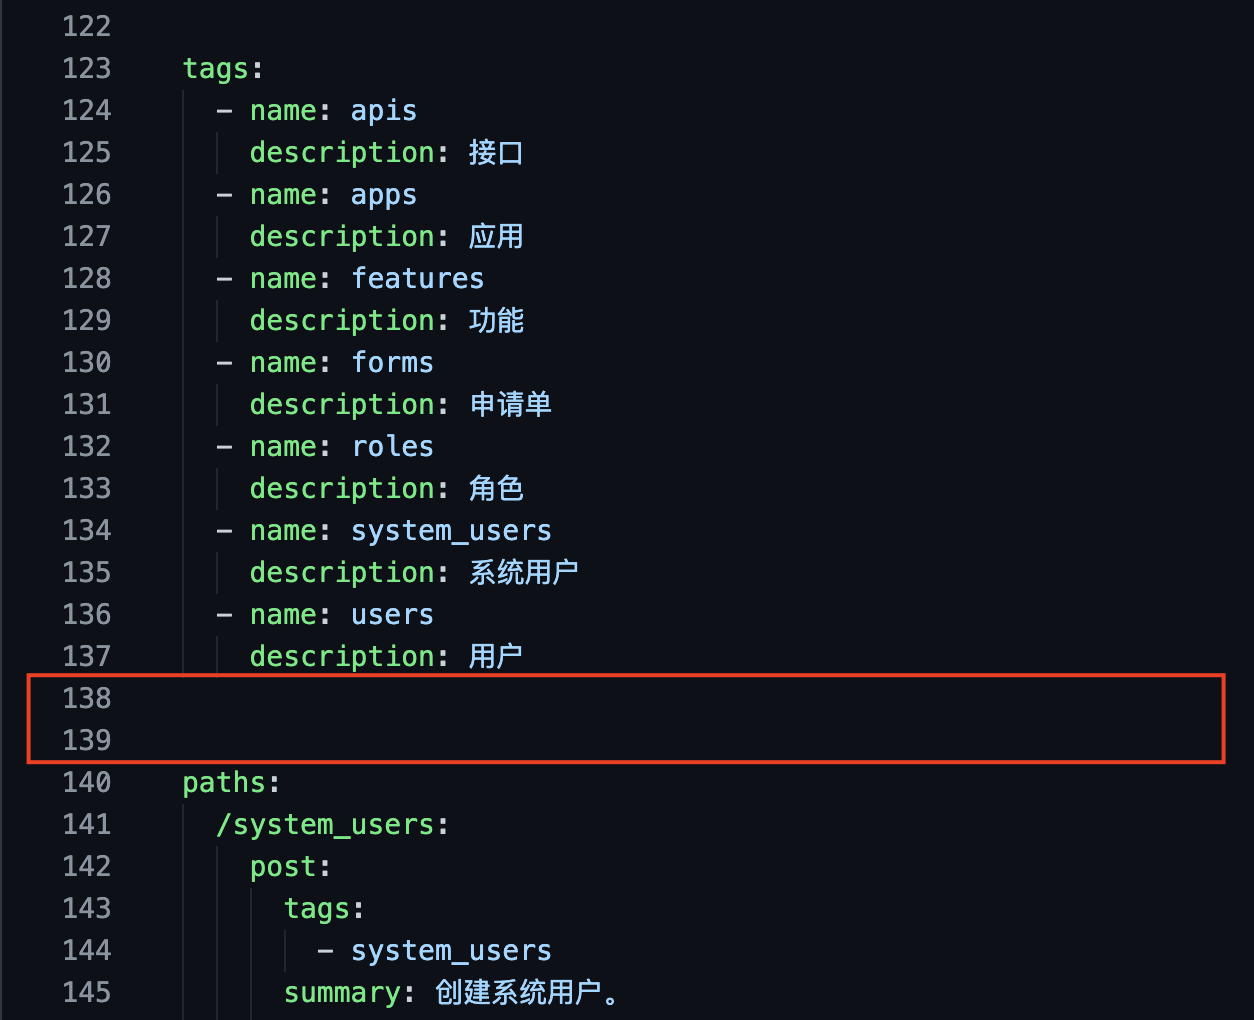 122
123 tags:
124 - name: apis
125 description: 接口
126 - name: apps
127 description: 应用
128 - name: features
129 description: 功能
130 - name: forms
131 description: 申请单
132 - name: roles
133 description: 角色
134 - name: system_users
135 description: 系统用户
136 - name: users
137 description: 用户
138
139
140 paths:
141 /system_users:
142 post:
143 tags:
144 - system_users
145 summary: 创建系统用户。